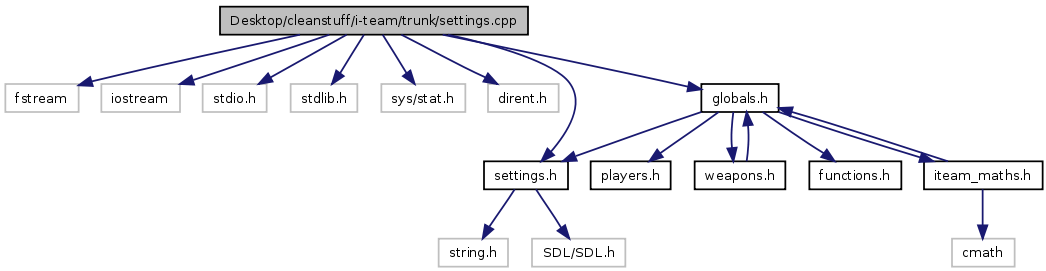 Desktop/cleanstuff/i-team/trunk/settings.cpp
fstream
iostream
stdio.h
stdlib.h
sys/stat.h
dirent.h
globals.h
settings.h
players.h
weapons.h
functions.h
iteam_maths.h
string.h
SDL/SDL.h
cmath